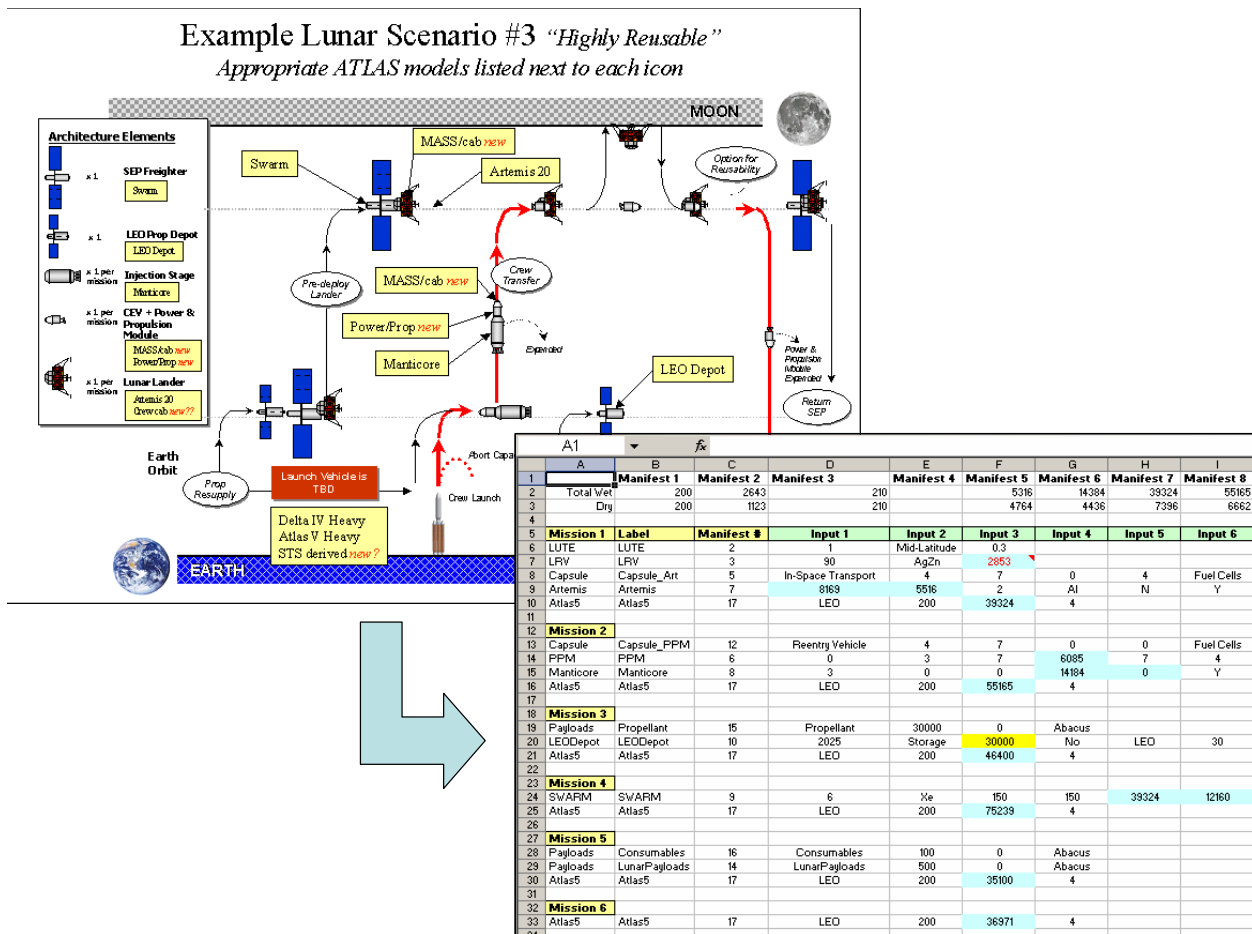 Example Lunar Scenario #3 "Highly Reusable"
Appropriate ATLAS models listed next to each icon
MOON
Architecture Elements
x 1
SEP Freighter
Swarm
x 1
LEO Prop Depot
LEO Depot
x 1 per
mission
Injection Stage
Manticore
x 1 per
mission
CEV + Power &
Propulsion
Module
MASS/cab new
Power/Prop new
x 1 per
mission
Lunar Lander
Artemis 20
Crew cab new??
Swarm
MASS/cab new
Artemis 20
Option for
Reusability
Pre-deploy
Lander
MASS/cab new
Crew
Transfer
Power/Prop new
Manticore
Expended
LEO Depot
Power &
Propulsion
Module
Expended
Return
SEP
Earth
Orbit
Prop
Resupply
Launch Vehicle is
TBD
Abort Capa
Crew Launch
Delta IV Heavy
Atlas V Heavy
STS derived new?
EARTH
A1 fx
A B C D E F G H I
1 Manifest 1 Manifest 2 Manifest 3 Manifest 4 Manifest 5 Manifest 6 Manifest 7 Manifest 8
2 Total Wet 200 2643 210 5316 14384 39324 55165
3 Dry 200 1123 210 4764 4436 7396 6662
4
5 Mission 1 Label Manifest # Input 1 Input 2 Input 3 Input 4 Input 5 Input 6
6 LUTE LUTE 2 1 Mid-Latitude 0.3
7 LRV LRV 3 90 AgZn 2853
8 Capsule Capsule_Art 5 In-Space Transport 4 7 0 4 Fuel Cells
9 Artemis Artemis 7 8169 5516 2 Al N Y
10 Atlas5 Atlas5 17 LEO 200 39324 4
11
12 Mission 2
13 Capsule Capsule_PPM 12 Reentry Vehicle 4 7 0 0 Fuel Cells
14 PPM PPM 6 0 3 7 6085 7 4
15 Manticore Manticore 8 3 0 0 14184 0 Y
16 Atlas5 Atlas5 17 LEO 200 55165 4
17
18 Mission 3
19 Payloads Propellant 15 Propellant 30000 0 Abacus
20 LEODepot LEODepot 10 2025 Storage 30000 No LEO 30
21 Atlas5 Atlas5 17 LEO 200 46400 4
22
23 Mission 4
24 SWARM SWARM 9 6 Xe 150 150 39324 12160
25 Atlas5 Atlas5 17 LEO 200 75239 4
26
27 Mission 5
28 Payloads Consumables 16 Consumables 100 0 Abacus
29 Payloads LunarPayloads 14 LunarPayloads 500 0 Abacus
30 Atlas5 Atlas5 17 LEO 200 35100 4
31
32 Mission 6
33 Atlas5 Atlas5 17 LEO 200 36971 4